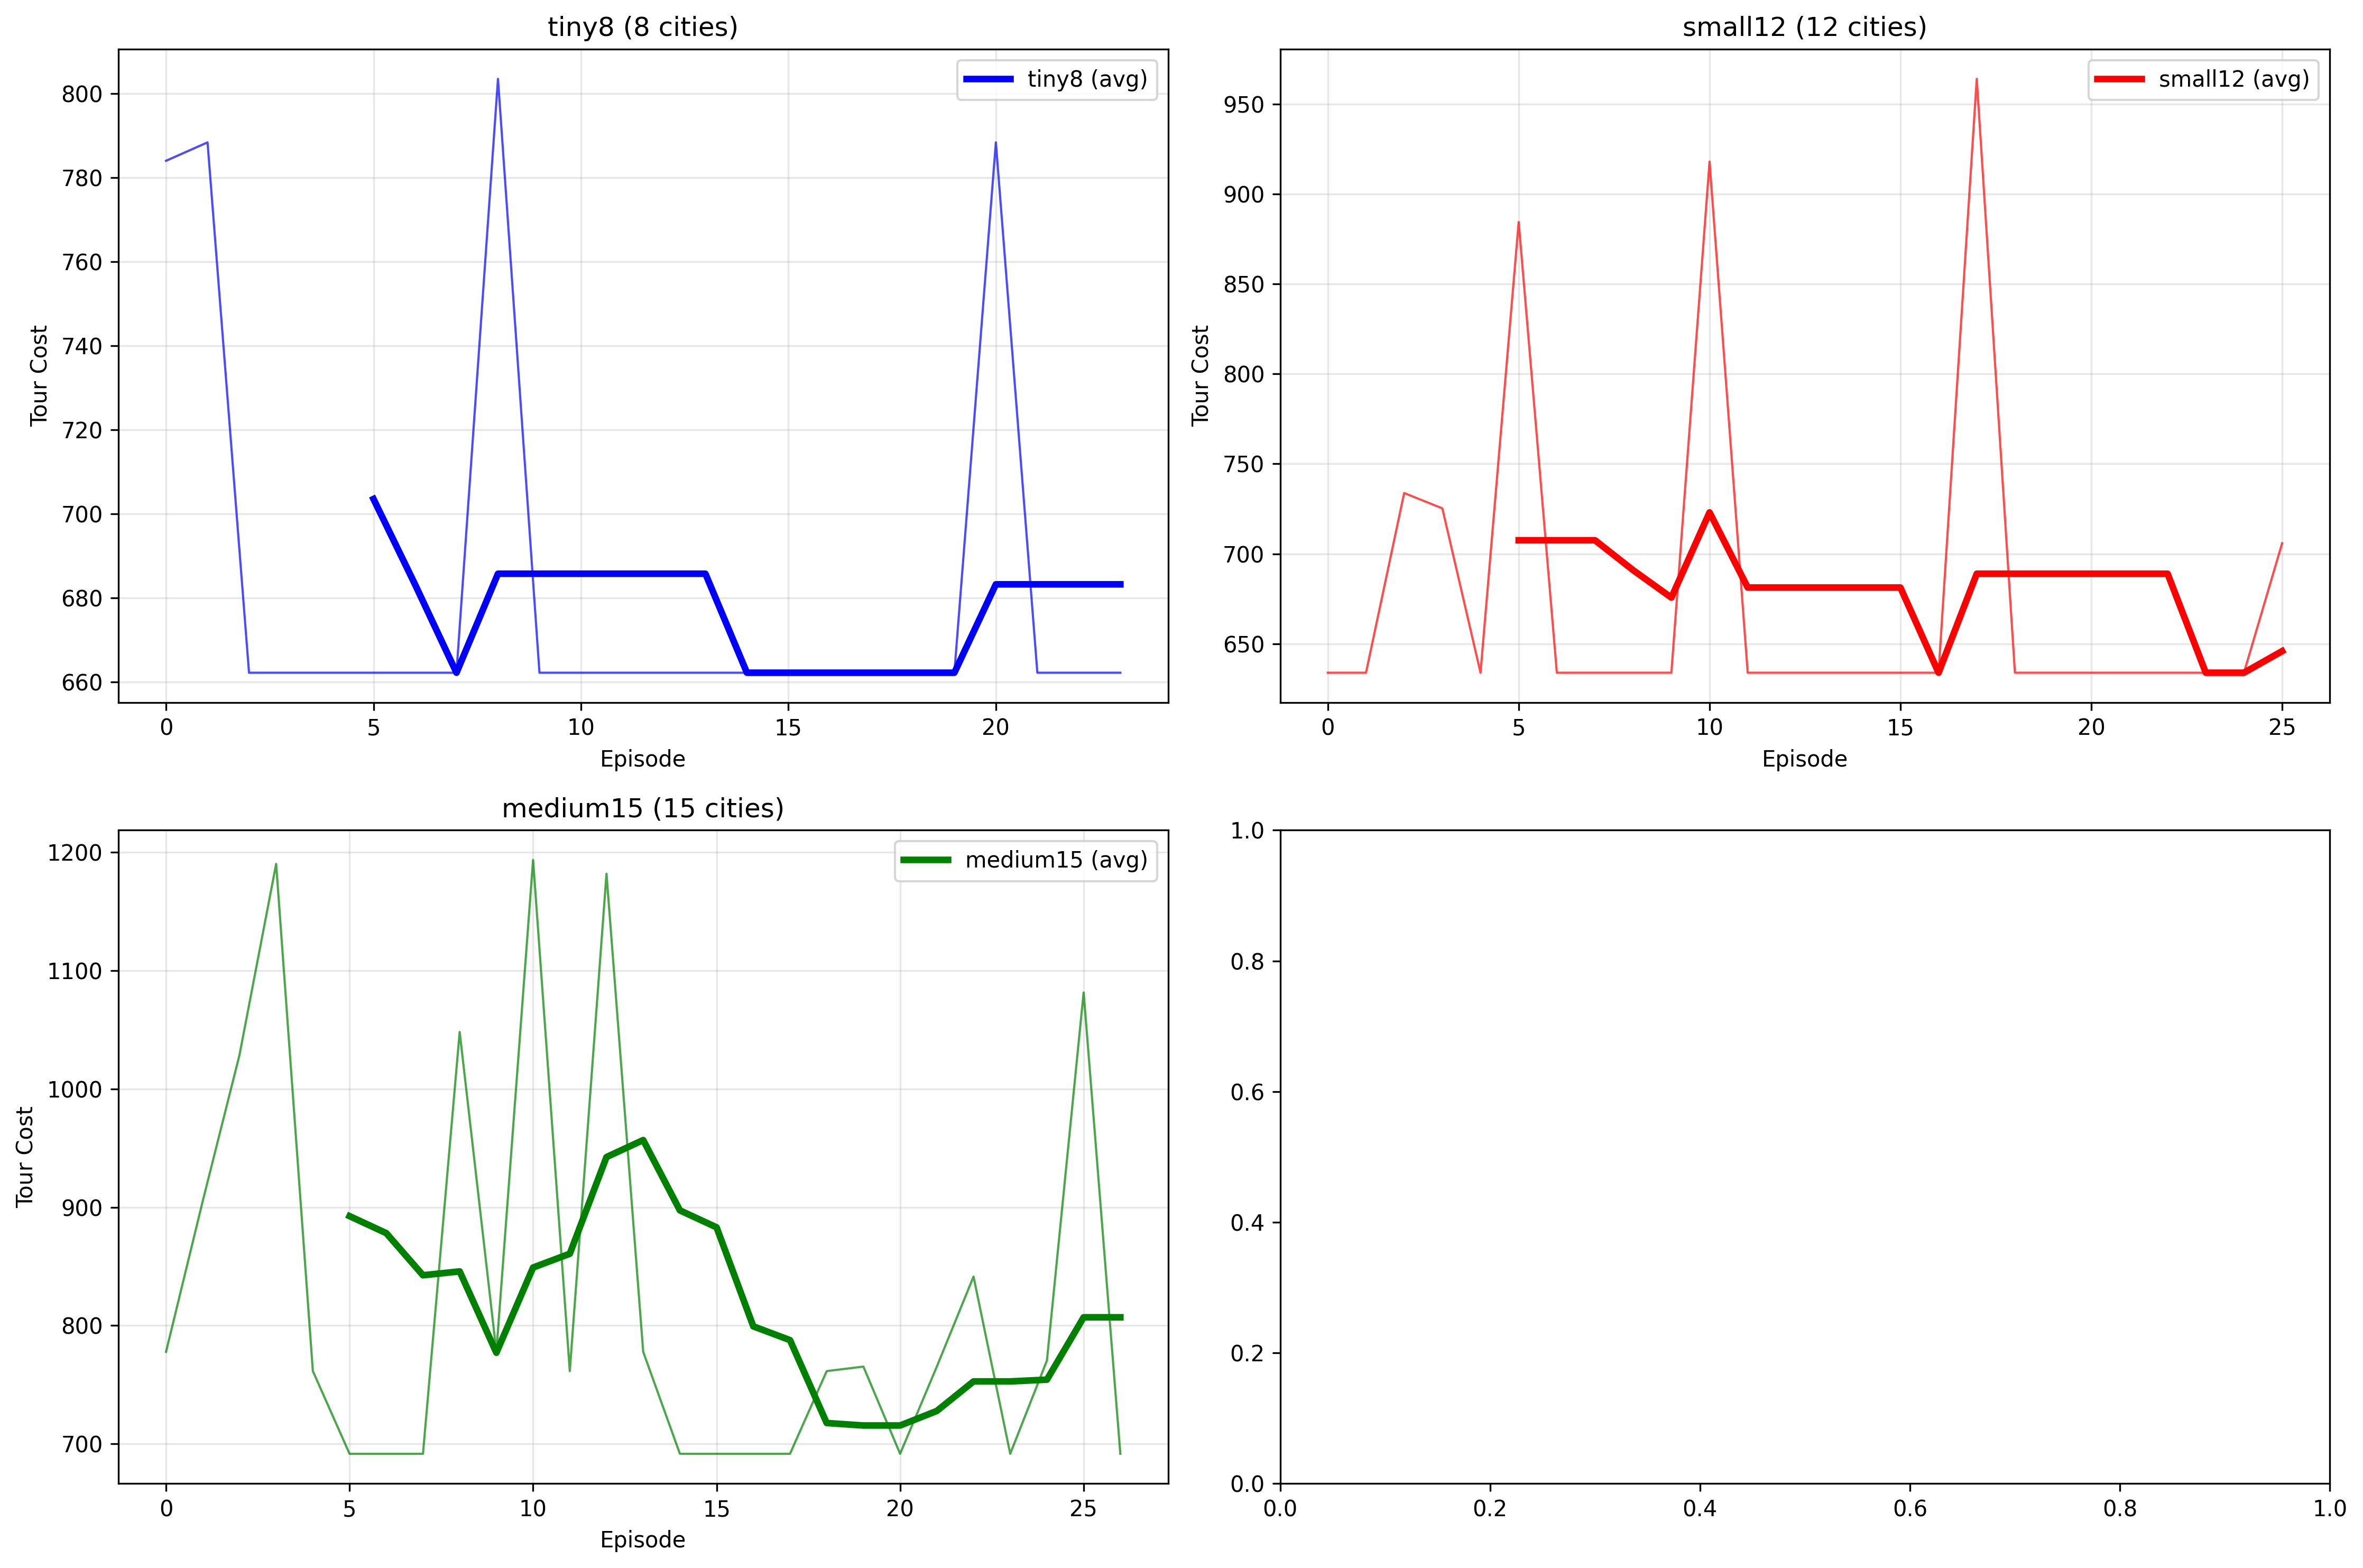 tiny8 (8 cities)
tiny8 (avg)
Tour Cost
800
780
760
740
720
700
680
660
0 5 10 15 20
Episode
small12 (12 cities)
small12 (avg)
Tour Cost
950
900
850
800
750
700
650
0 5 10 15 20 25
Episode
medium15 (15 cities)
medium15 (avg)
Tour Cost
1200
1100
1000
900
800
700
0 5 10 15 20 25
Episode
1.0
0.8
0.6
0.4
0.2
0.0
0.0 0.2 0.4 0.6 0.8 1.0